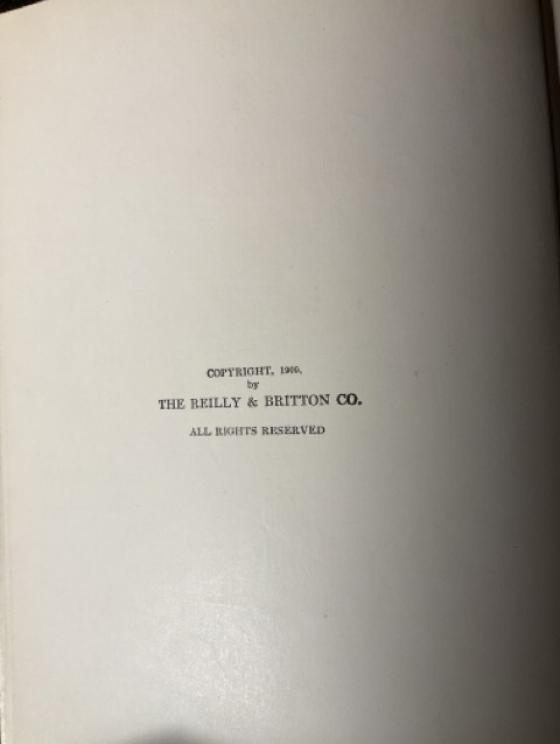 COPYRIGHT,
by
THE REILLY & BRITTON CO.
ALL RIGHTS RESERVED